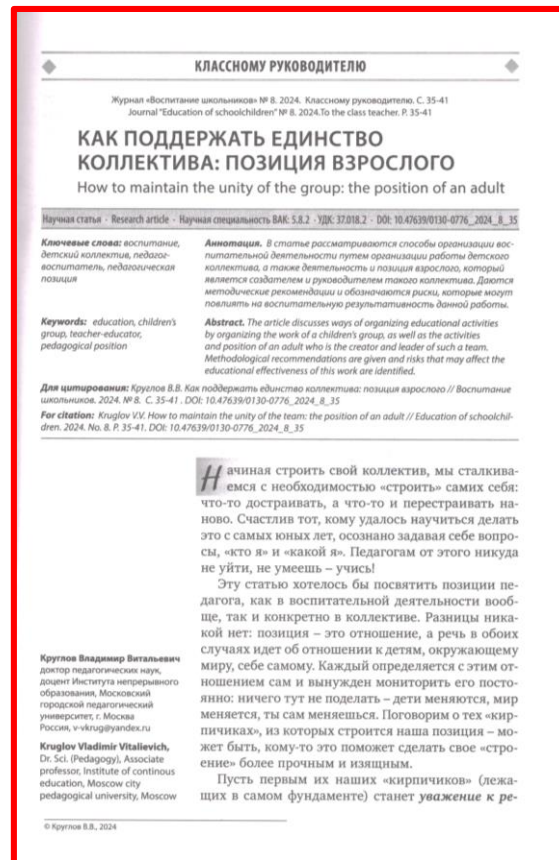 КЛАССНОМУ РУКОВОДИТЕЛЮ
Журнал «Воспитание школьников» № 8. 2024. Классному руководителю. С. 35-41
Journal "Education of schoolchildren" № 8. 2024.To the class teacher. P. 35-41
КАК ПОДДЕРЖАТЬ ЕДИНСТВО
КОЛЛЕКТИВА: ПОЗИЦИЯ ВЗРОСЛОГО
How to maintain the unity of the group: the position of an adult
Научная статья · Research article · Научная специальность ВАК: 5.8.2 · УДК: 37.018.2 · DOI: 10.47639/0130-0776_2024_8_35
Ключевые слова: воспитание,
детский коллектив, педагог-
воспитатель, педагогическая
позиция
Аннотация. В статье рассматриваются способы организации вос-
питательной деятельности путем организации работы детского
коллектива, а также деятельность и позиция взрослого, который
является создателем и руководителем такого коллектива. Даются
методические рекомендации и обозначаются риски, которые могут
повлиять на воспитательную результативность данной работы.
Keywords: education, children's
group, teacher-educator,
pedagogical position
Abstract. The article discusses ways of organizing educational activities
by organizing the work of a children's group, as well as the activities
and position of an adult who is the creator and leader of such a team.
Methodological recommendations are given and risks that may affect the
educational effectiveness of this work are identified.
Для цитирования: Круглов В.В. Как поддержать единство коллектива: позиция взрослого // Воспитание
школьников. 2024. № 8. С. 35-41 . DOI: 10.47639/0130-0776_2024_8_35
For citation: Kruglov V.V. How to maintain the unity of the team: the position of an adult // Education of schoolchil-
dren. 2024. No. 8. P. 35-41. DOI: 10.47639/0130-0776_2024_8_35
Начиная строить свой коллектив, мы сталкива-
емся с необходимостью «строить» самих себя:
что-то достраивать, а что-то и перестраивать на-
ново. Счастлив тот, кому удалось научиться делать
это с самых юных лет, осознано задавая себе вопро-
сы, «кто я» и «какой я». Педагогам от этого никуда
не уйти, не умеешь – учись!
Эту статью хотелось бы посвятить позиции пе-
дагога, как в воспитательной деятельности вооб-
ще, так и конкретно в коллективе. Разницы ника-
кой нет: позиция – это отношение, а речь в обоих
случаях идет об отношении к детям, окружающему
миру, себе самому. Каждый определяется с этим от-
ношением сам и вынужден мониторить его посто-
янно: ничего тут не поделать – дети меняются, мир
меняется, ты сам меняешься. Поговорим о тех «кир-
пичиках», из которых строится наша позиция – мо-
жет быть, кому-то это поможет сделать свое «стро-
ение» более прочным и изящным.
Пусть первым их наших «кирпичиков» (лежа-
щих в самом фундаменте) станет уважение к ре-
Круглов Владимир Витальевич
доктор педагогических наук,
доцент Института непрерывного
образования, Московский
городской педагогический
университет, г. Москва
Россия, v-vkrug@yandex.ru
Kruglov Vladimir Vitalievich,
Dr. Sci. (Pedagogy), Associate
professor, Institute of continous
education, Moscow city
pedagogical university, Moscow
© Круглов В.В., 2024